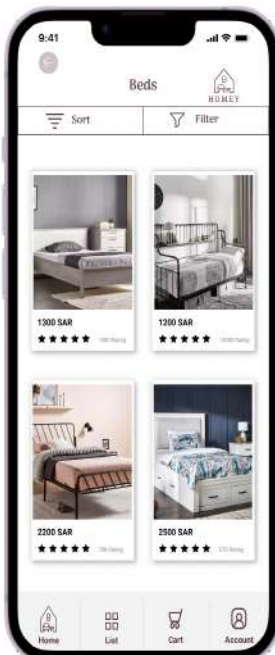 9:41
Beds
HOMEY
Sort
Filter
1300 SAR
1200 SAR
2200 SAR
2500 SAR
Home
List
Cart
Account